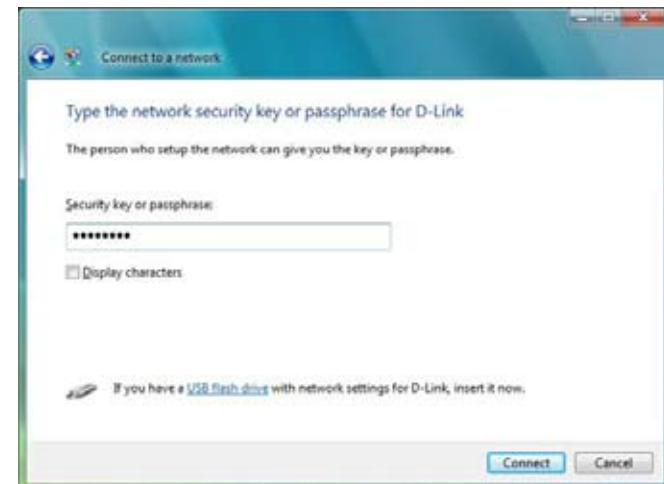 Connect to a network
Type the network security key or passphrase for D-Link
The person who setup the network can give you the key or passphrase.
Security key or passphrase:
••••••••
Display characters
If you have a USB flash drive with network settings for D-Link, insert it now.
Connect Cancel